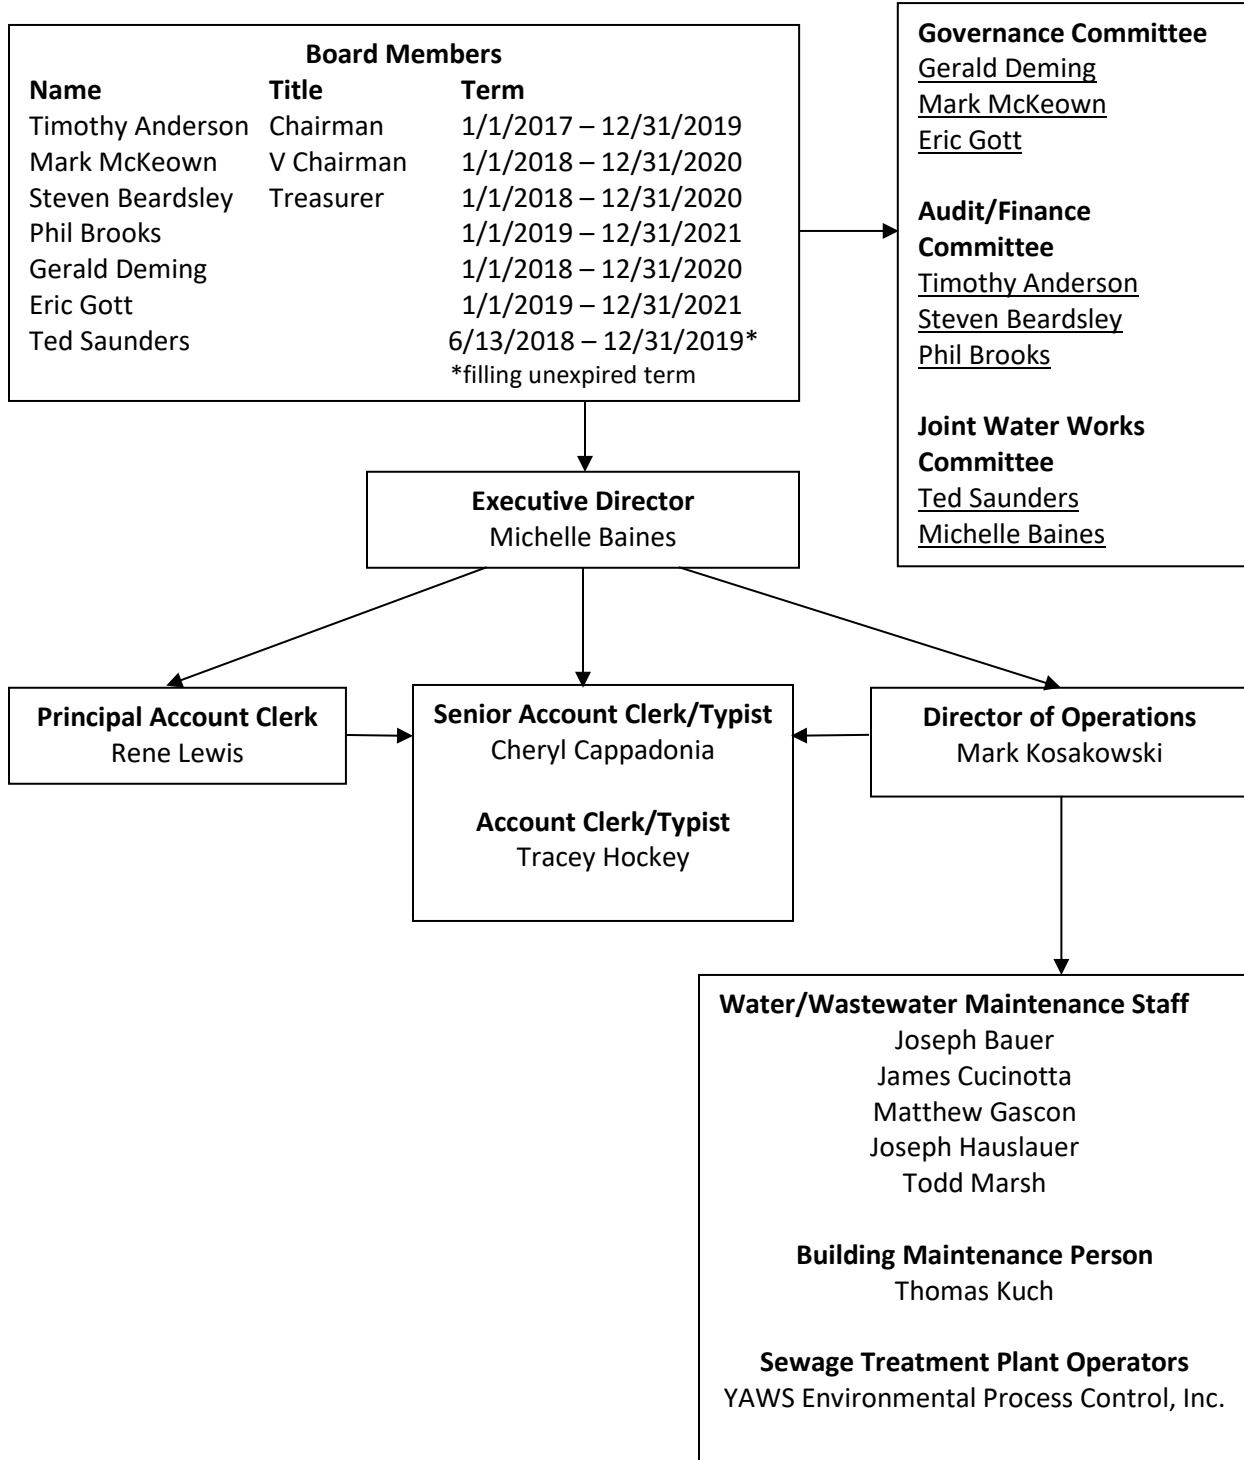 Board Members
Name Title Term
Timothy Anderson Chairman 1/1/2017 – 12/31/2019
Mark McKeown V Chairman 1/1/2018 – 12/31/2020
Steven Beardsley Treasurer 1/1/2018 – 12/31/2020
Phil Brooks 1/1/2019 – 12/31/2021
Gerald Deming 1/1/2018 – 12/31/2020
Eric Gott 1/1/2019 – 12/31/2021
Ted Saunders 6/13/2018 – 12/31/2019*
*filling unexpired term
Governance Committee
Gerald Deming
Mark McKeown
Eric Gott
Audit/Finance
Committee
Timothy Anderson
Steven Beardsley
Phil Brooks
Joint Water Works
Committee
Ted Saunders
Michelle Baines
Executive Director
Michelle Baines
Principal Account Clerk
Rene Lewis
Senior Account Clerk/Typist
Cheryl Cappadonia
Account Clerk/Typist
Tracey Hockey
Director of Operations
Mark Kosakowski
Water/Wastewater Maintenance Staff
Joseph Bauer
James Cucinotta
Matthew Gascon
Joseph Hauslauer
Todd Marsh
Building Maintenance Person
Thomas Kuch
Sewage Treatment Plant Operators
YAWS Environmental Process Control, Inc.